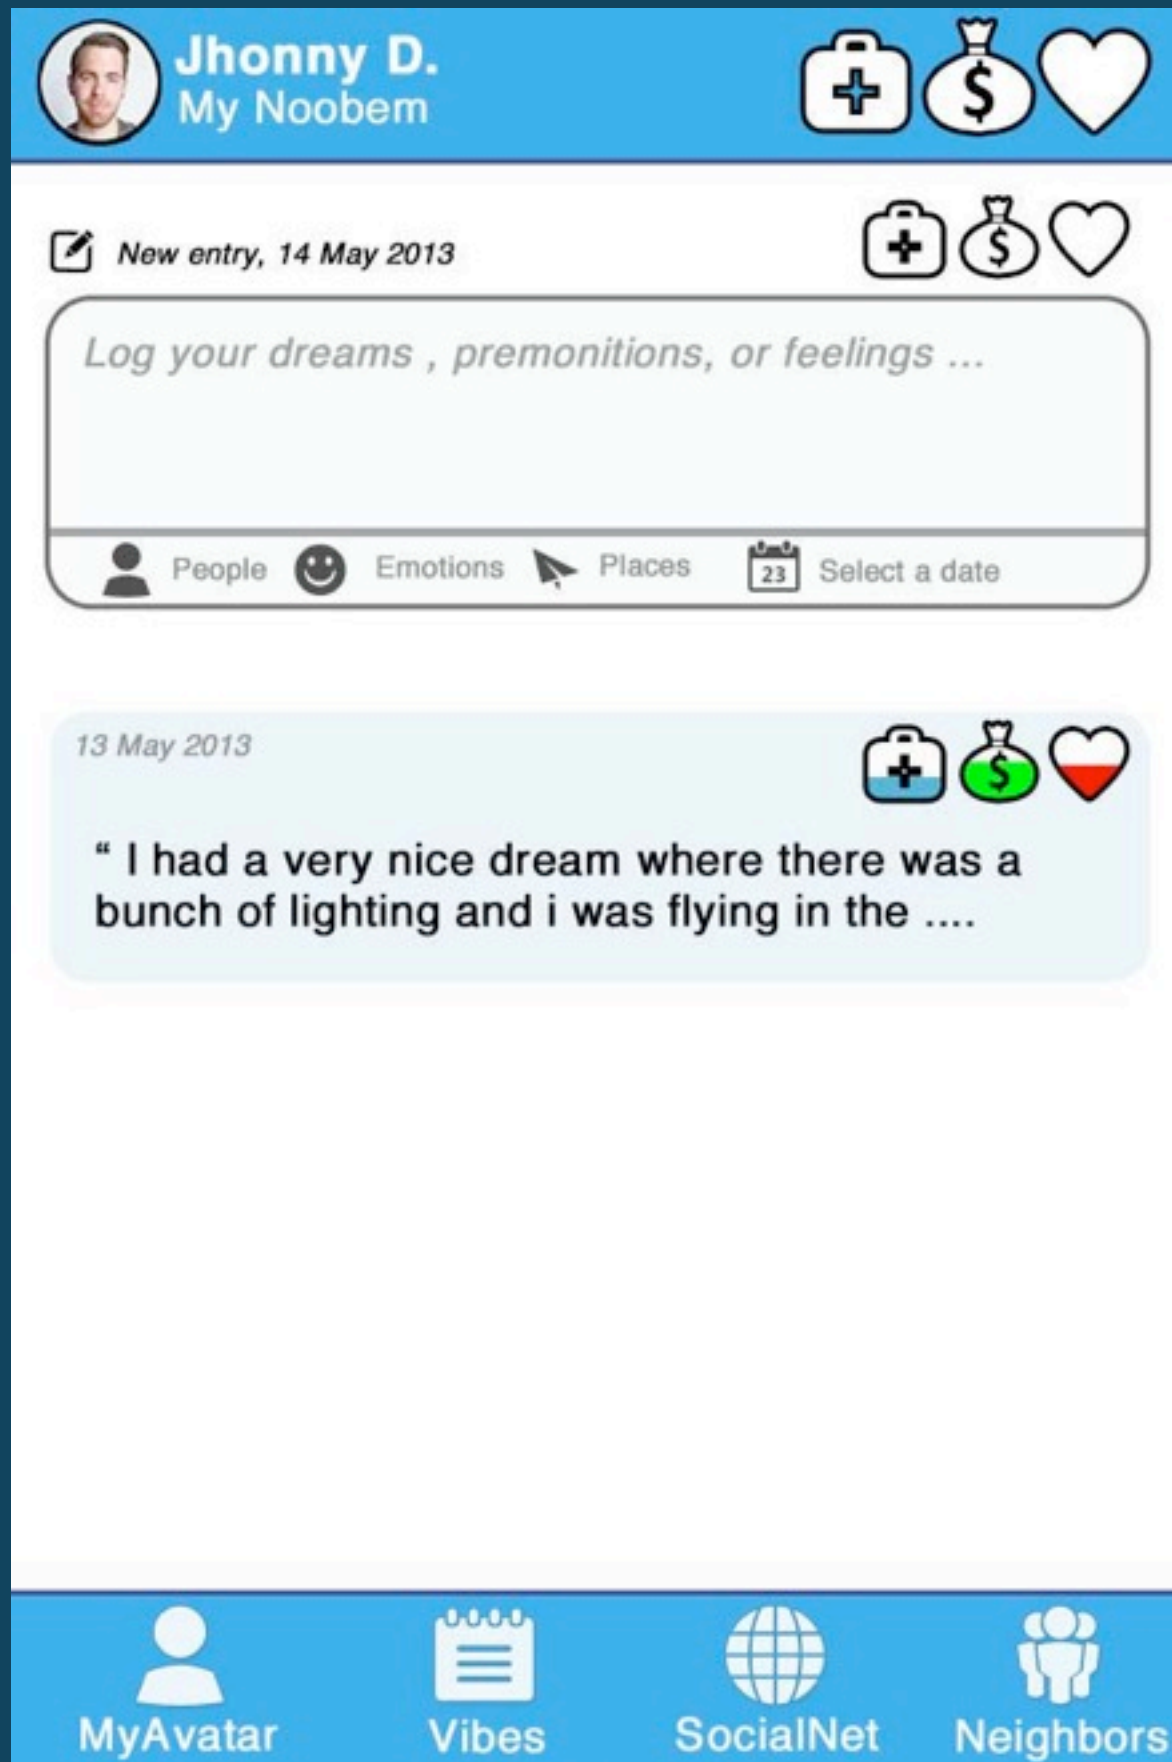 Jhonny D.
My Noobem
$
New entry, 14 May 2013
$
Log your dreams , premonitions, or feelings ...
People Emotions Places 23 Select a date
13 May 2013
$
“ I had a very nice dream where there was a
bunch of lighting and i was flying in the ....
MyAvatar Vibes SocialNet Neighbors